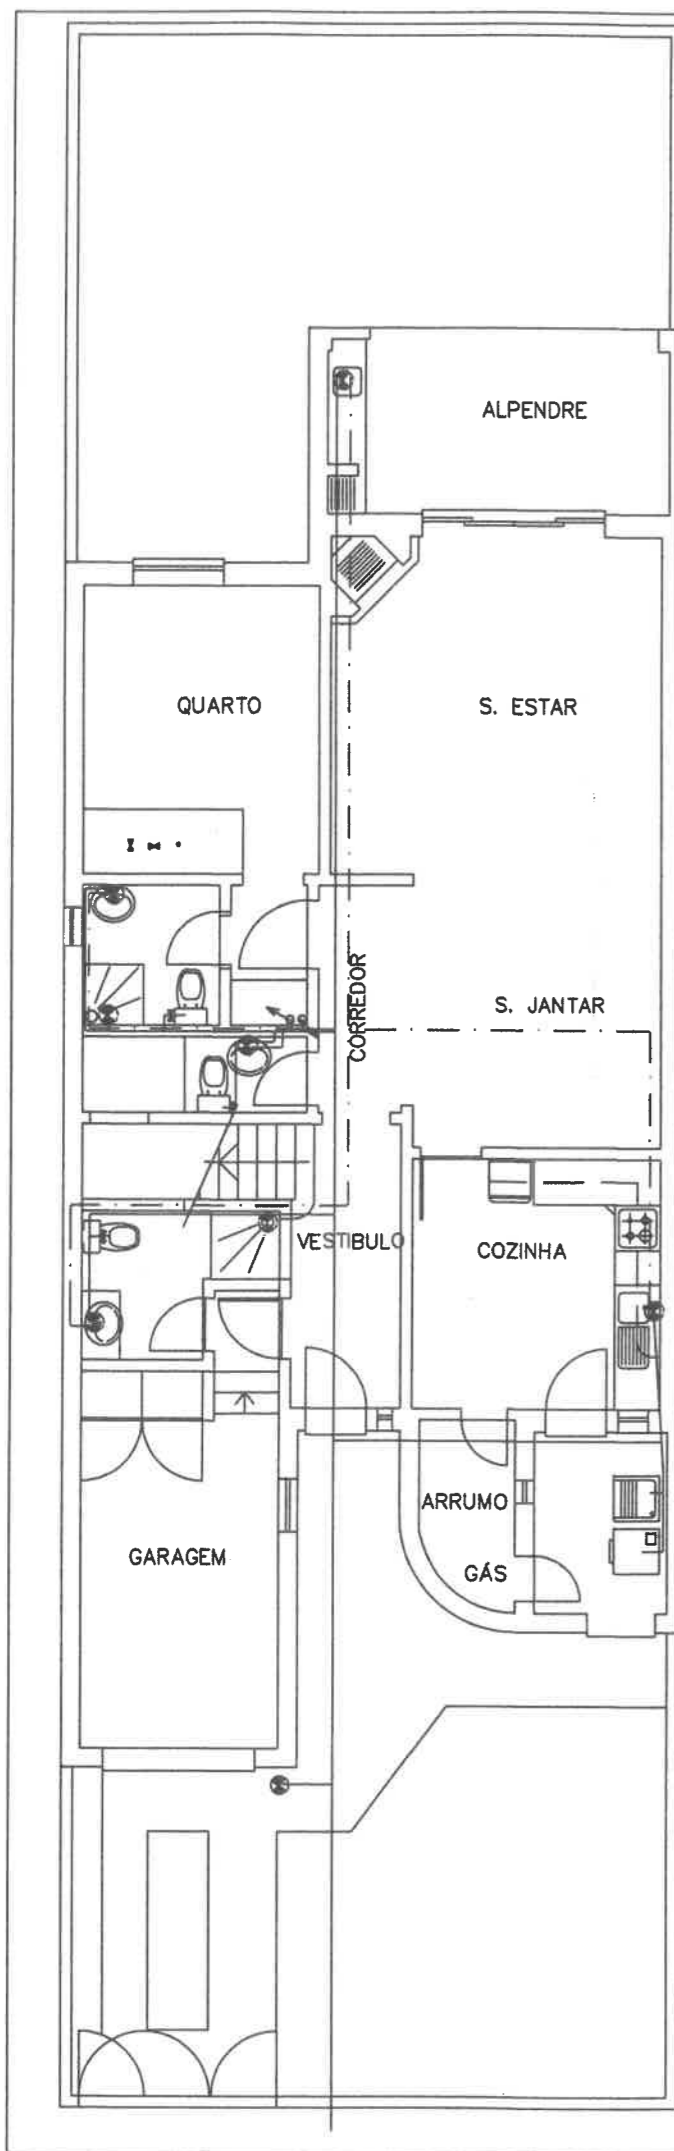 ALPENDRE
QUARTO
S. ESTAR
CORREDOR
S. JANTAR
VESTIBULO
COZINHA
ARRUMO
GARAGEM
GÁS